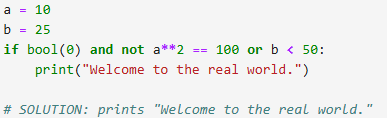 a = 10
b = 25
if bool(0) and not a**2 == 100 or b < 50:
    print("Welcome to the real world.")

# SOLUTION: prints "Welcome to the real world."